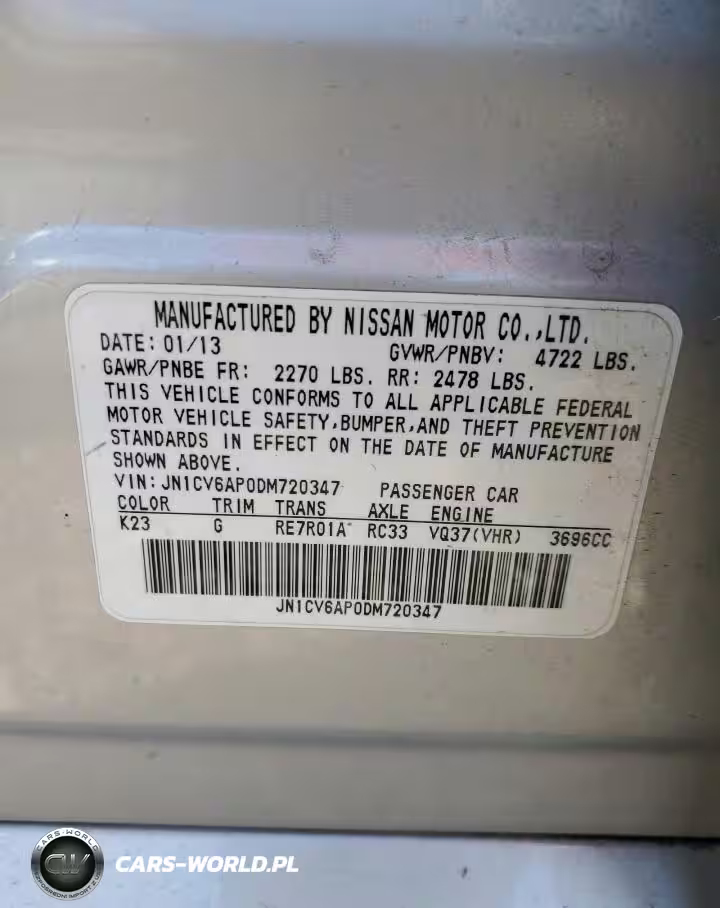 MANUFACTURED BY NISSAN MOTOR CO.,LTD.
DATE: 01/13 GVWR/PNBV: 4722 LBS.
GAWR/PNBE FR: 2270 LBS. RR: 2478 LBS.
THIS VEHICLE CONFORMS TO ALL APPLICABLE FEDERAL
MOTOR VEHICLE SAFETY,BUMPER,AND THEFT PREVENTION
STANDARDS IN EFFECT ON THE DATE OF MANUFACTURE
SHOWN ABOVE.
VIN:JN1CV6AP0DM720347 PASSENGER CAR
COLOR TRIM TRANS AXLE ENGINE
K23 G RE7R01A RC33 VQ37(VHR) 3696CC
JN1CV6AP0DM720347
CARS-WORLD
CW
CARS-WORLD.PL